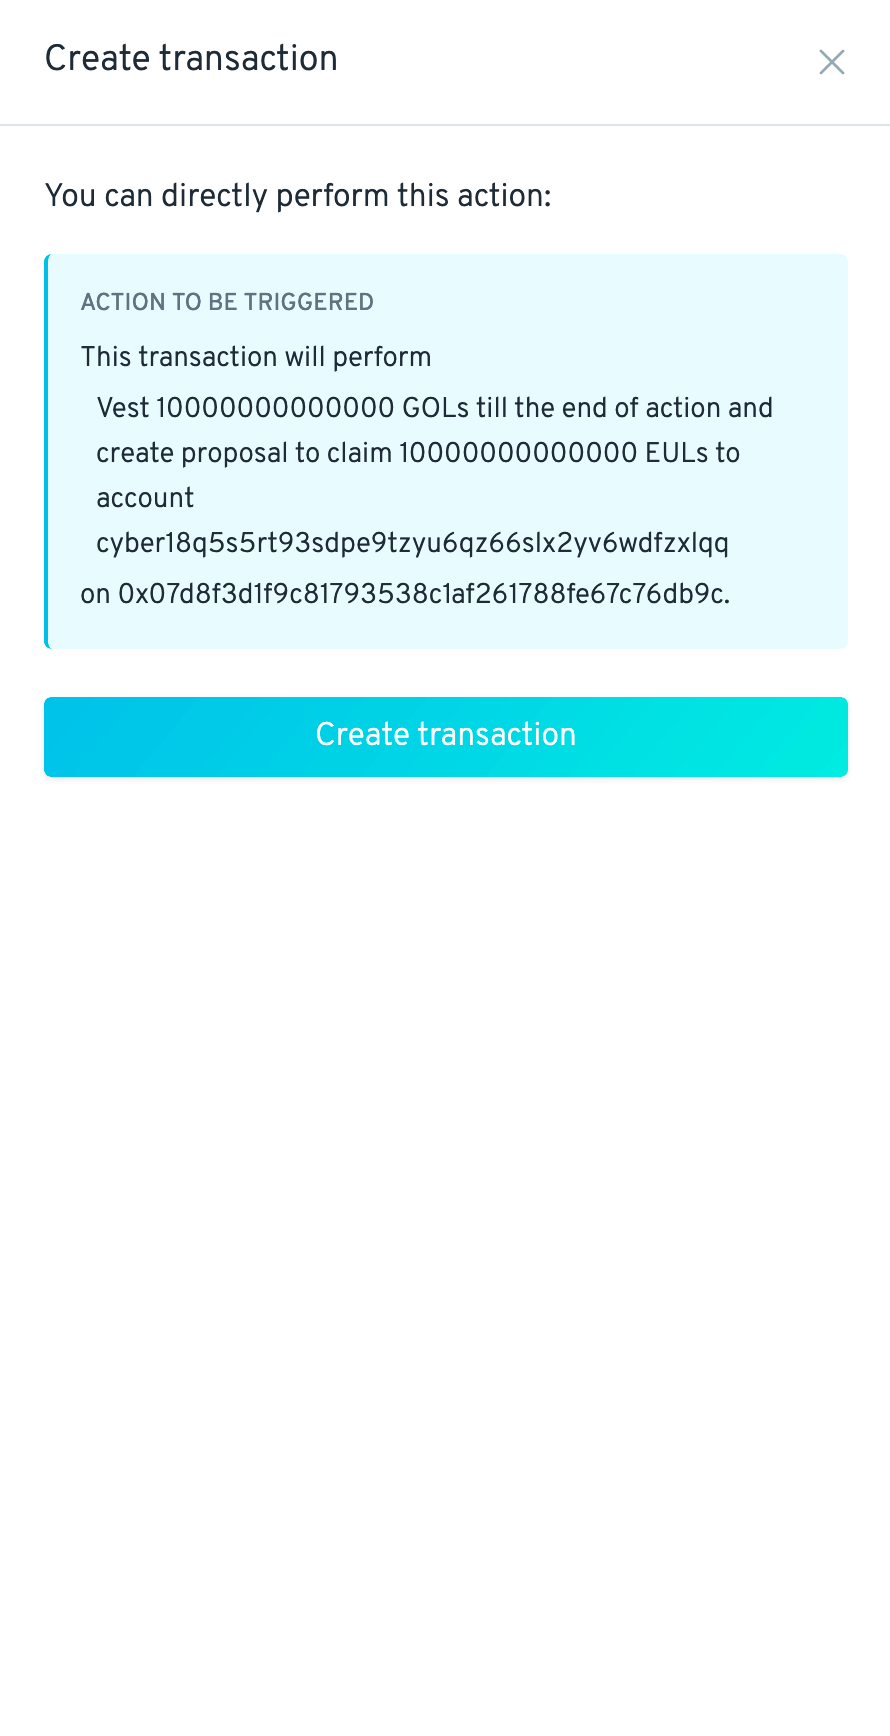 Create transaction
You can directly perform this action:
ACTION TO BE TRIGGERED
This transaction will perform
Vest 10000000000000 GOLs till the end of action and
create proposal to claim 10000000000000 EULs to
account
cyber18q5s5rt93sdpe9tzyu6qz66slx2yv6wdfzxlqq
on 0x07d8f3d1f9c81793538c1af261788fe67c76db9c.
Create transaction